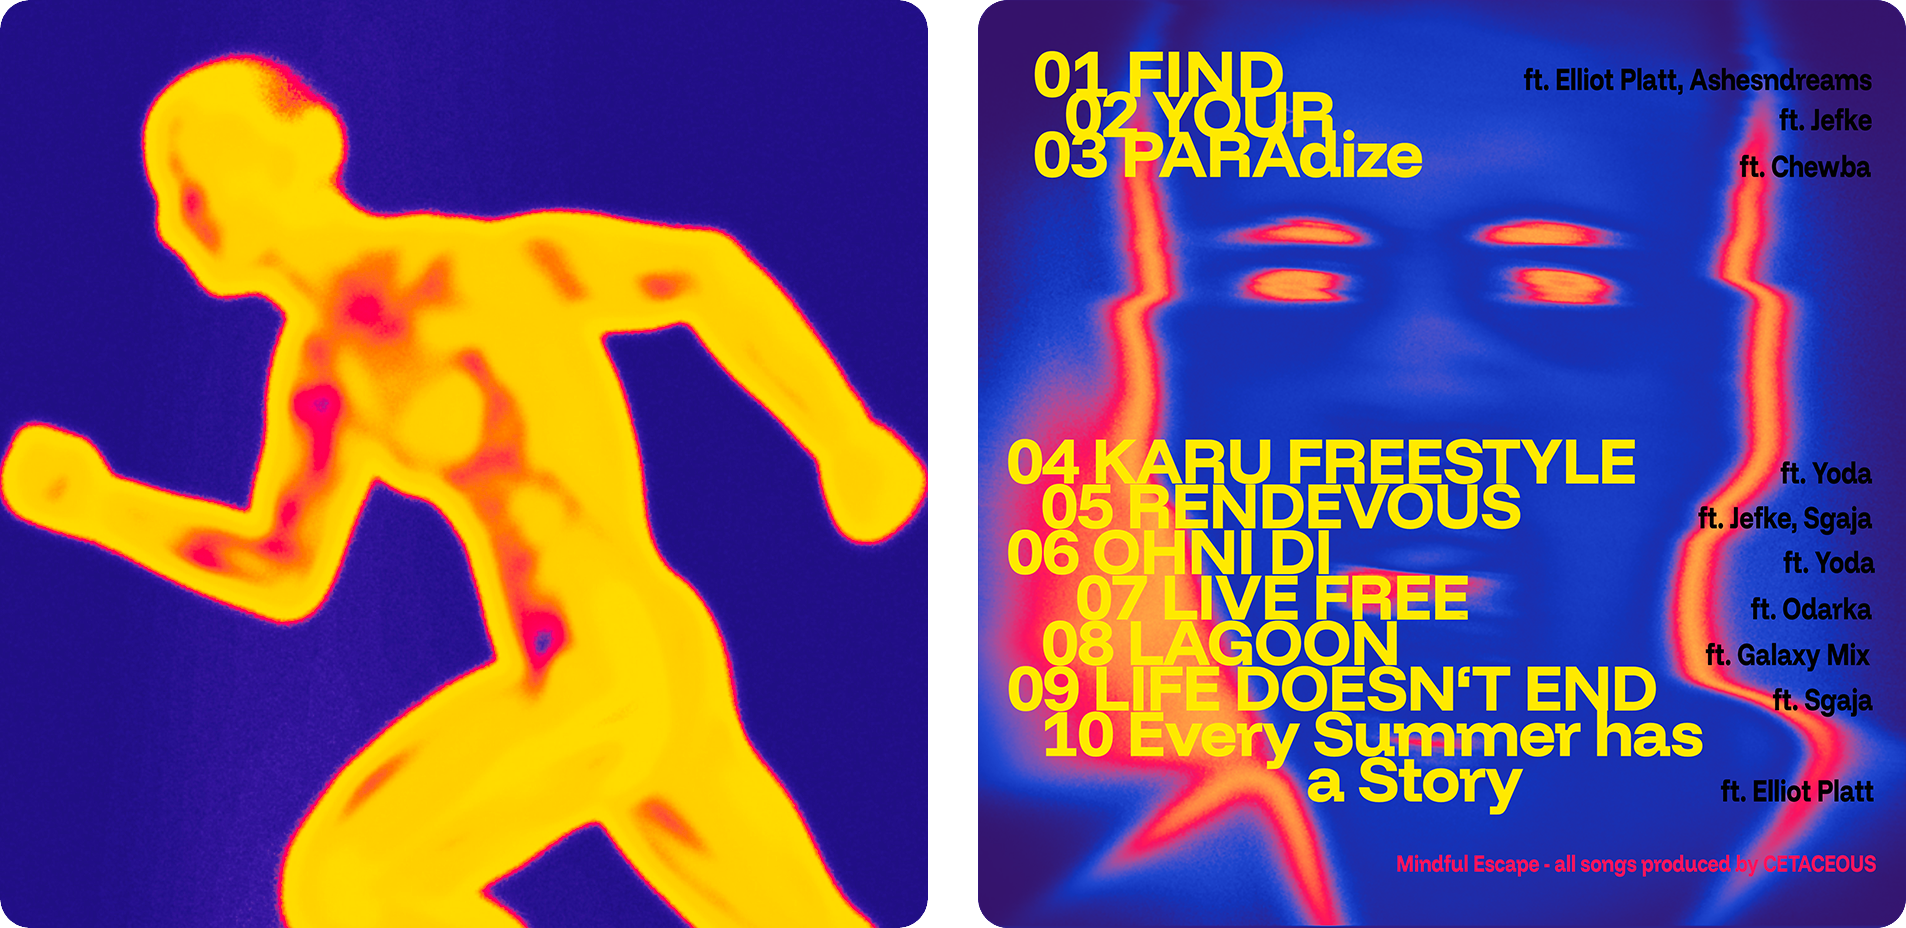 01 FIND ft. Elliot Platt, Ashesndreams
02 YOUR ft. Jefke
03 PARAdize ft. Chewba
04 KARU FREESTYLE ft. Yoda
05 RENDEVOUS ft. Jefke, Sgaja
06 OHNI DI ft. Yoda
07 LIVE FREE ft. Odarka
08 LAGOON ft. Galaxy Mix
09 LIFE DOESN‘T END ft. Sgaja
10 Every Summer has
a Story ft. Elliot Platt
Mindful Escape - all songs produced by CETACEOUS